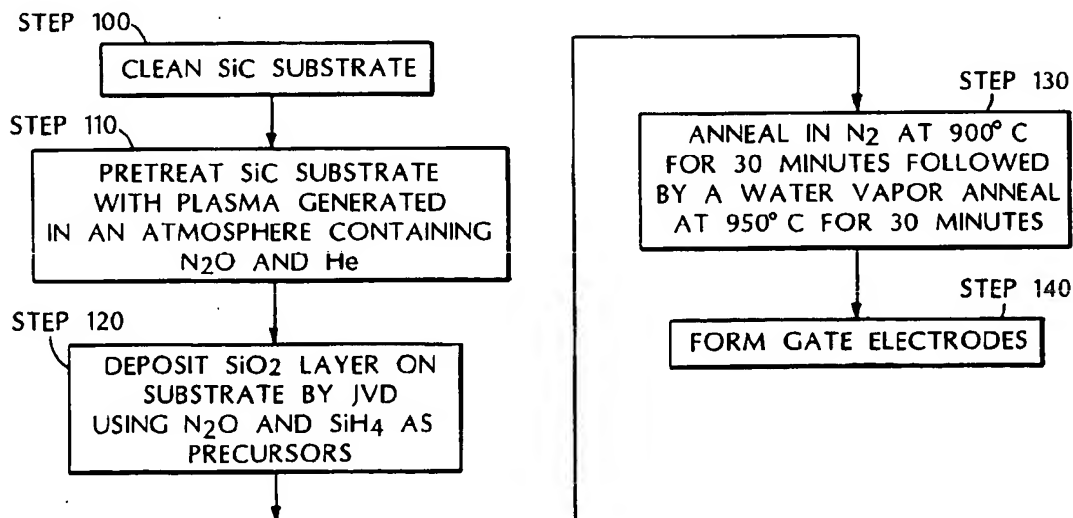 STEP 100
CLEAN SiC SUBSTRATE
STEP 110
PRETREAT SiC SUBSTRATE
WITH PLASMA GENERATED
IN AN ATMOSPHERE CONTAINING
N2O AND He
STEP 120
DEPOSIT SiO2 LAYER ON
SUBSTRATE BY JVD
USING N2O AND SiH4 AS
PRECURSORS
STEP 130
ANNEAL IN N2 AT 900° C
FOR 30 MINUTES FOLLOWED
BY A WATER VAPOR ANNEAL
AT 950° C FOR 30 MINUTES
STEP 140
FORM GATE ELECTRODES